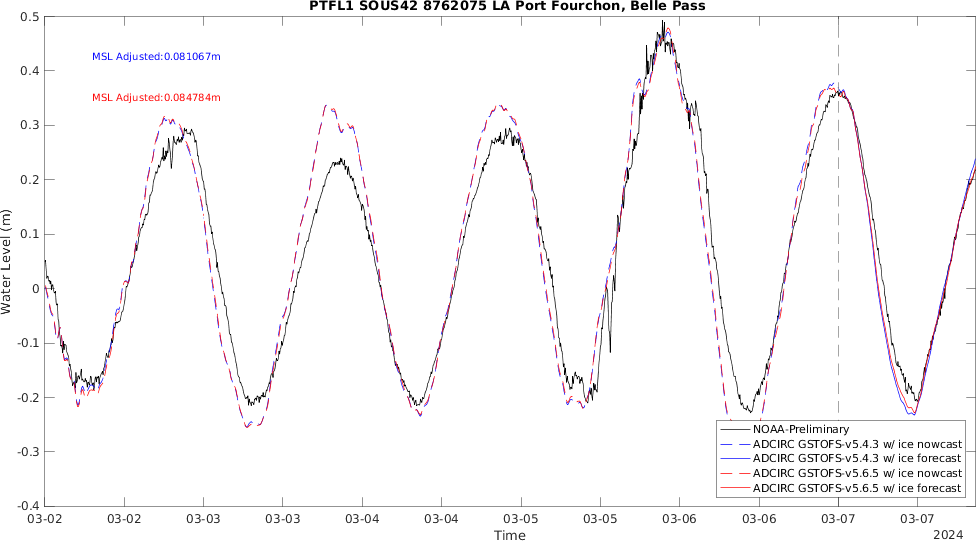 PTFL1 SOUS42 8762075 LA Port Fourchon, Belle Pass
0.5
0.4
0.3
0.2
0.1
0
-0.1
-0.2
-0.3
-0.4
Water Level (m)
MSL Adjusted:0.081067m
MSL Adjusted:0.084784m
NOAA-Preliminary
ADCIRC GSTOFS-v5.4.3 w/ ice nowcast
ADCIRC GSTOFS-v5.4.3 w/ ice forecast
ADCIRC GSTOFS-v5.6.5 w/ ice nowcast
ADCIRC GSTOFS-v5.6.5 w/ ice forecast
03-02 03-02 03-03 03-03 03-04 03-04 03-05 03-05 03-06 03-06 03-07 03-07
Time
2024